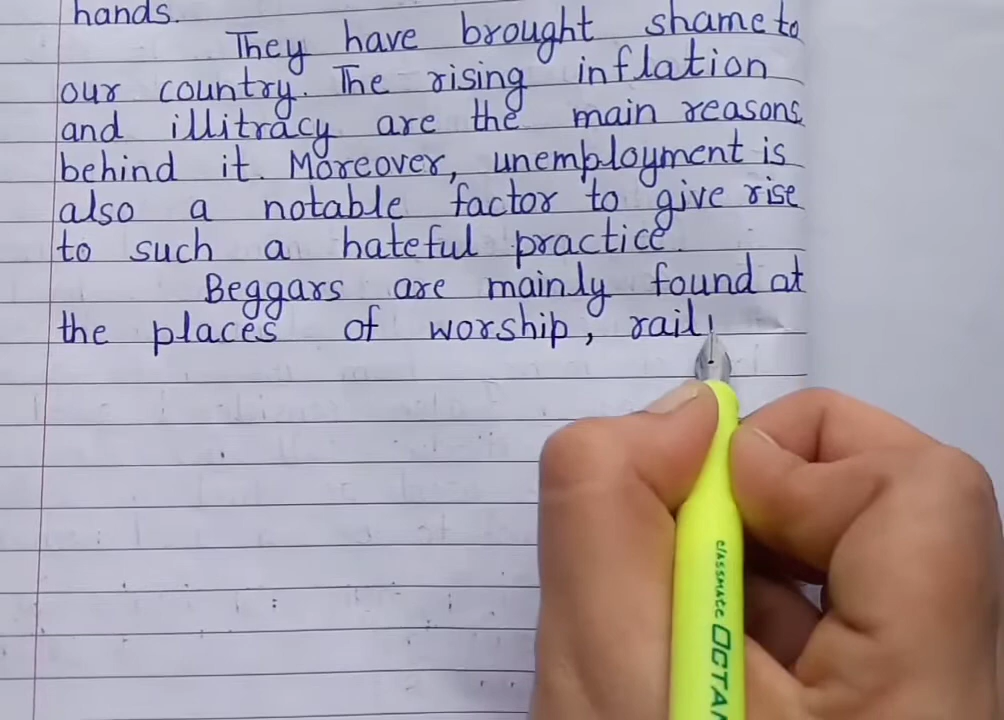 hands.
They have brought shame to
our country. The rising inflation
and illitracy are the main reasons
behind it. Moreover, unemployment is
also a notable factor to give rise
to such a hateful practice.
Beggars are mainly found at
the places of worship, rail
classmate OCTA